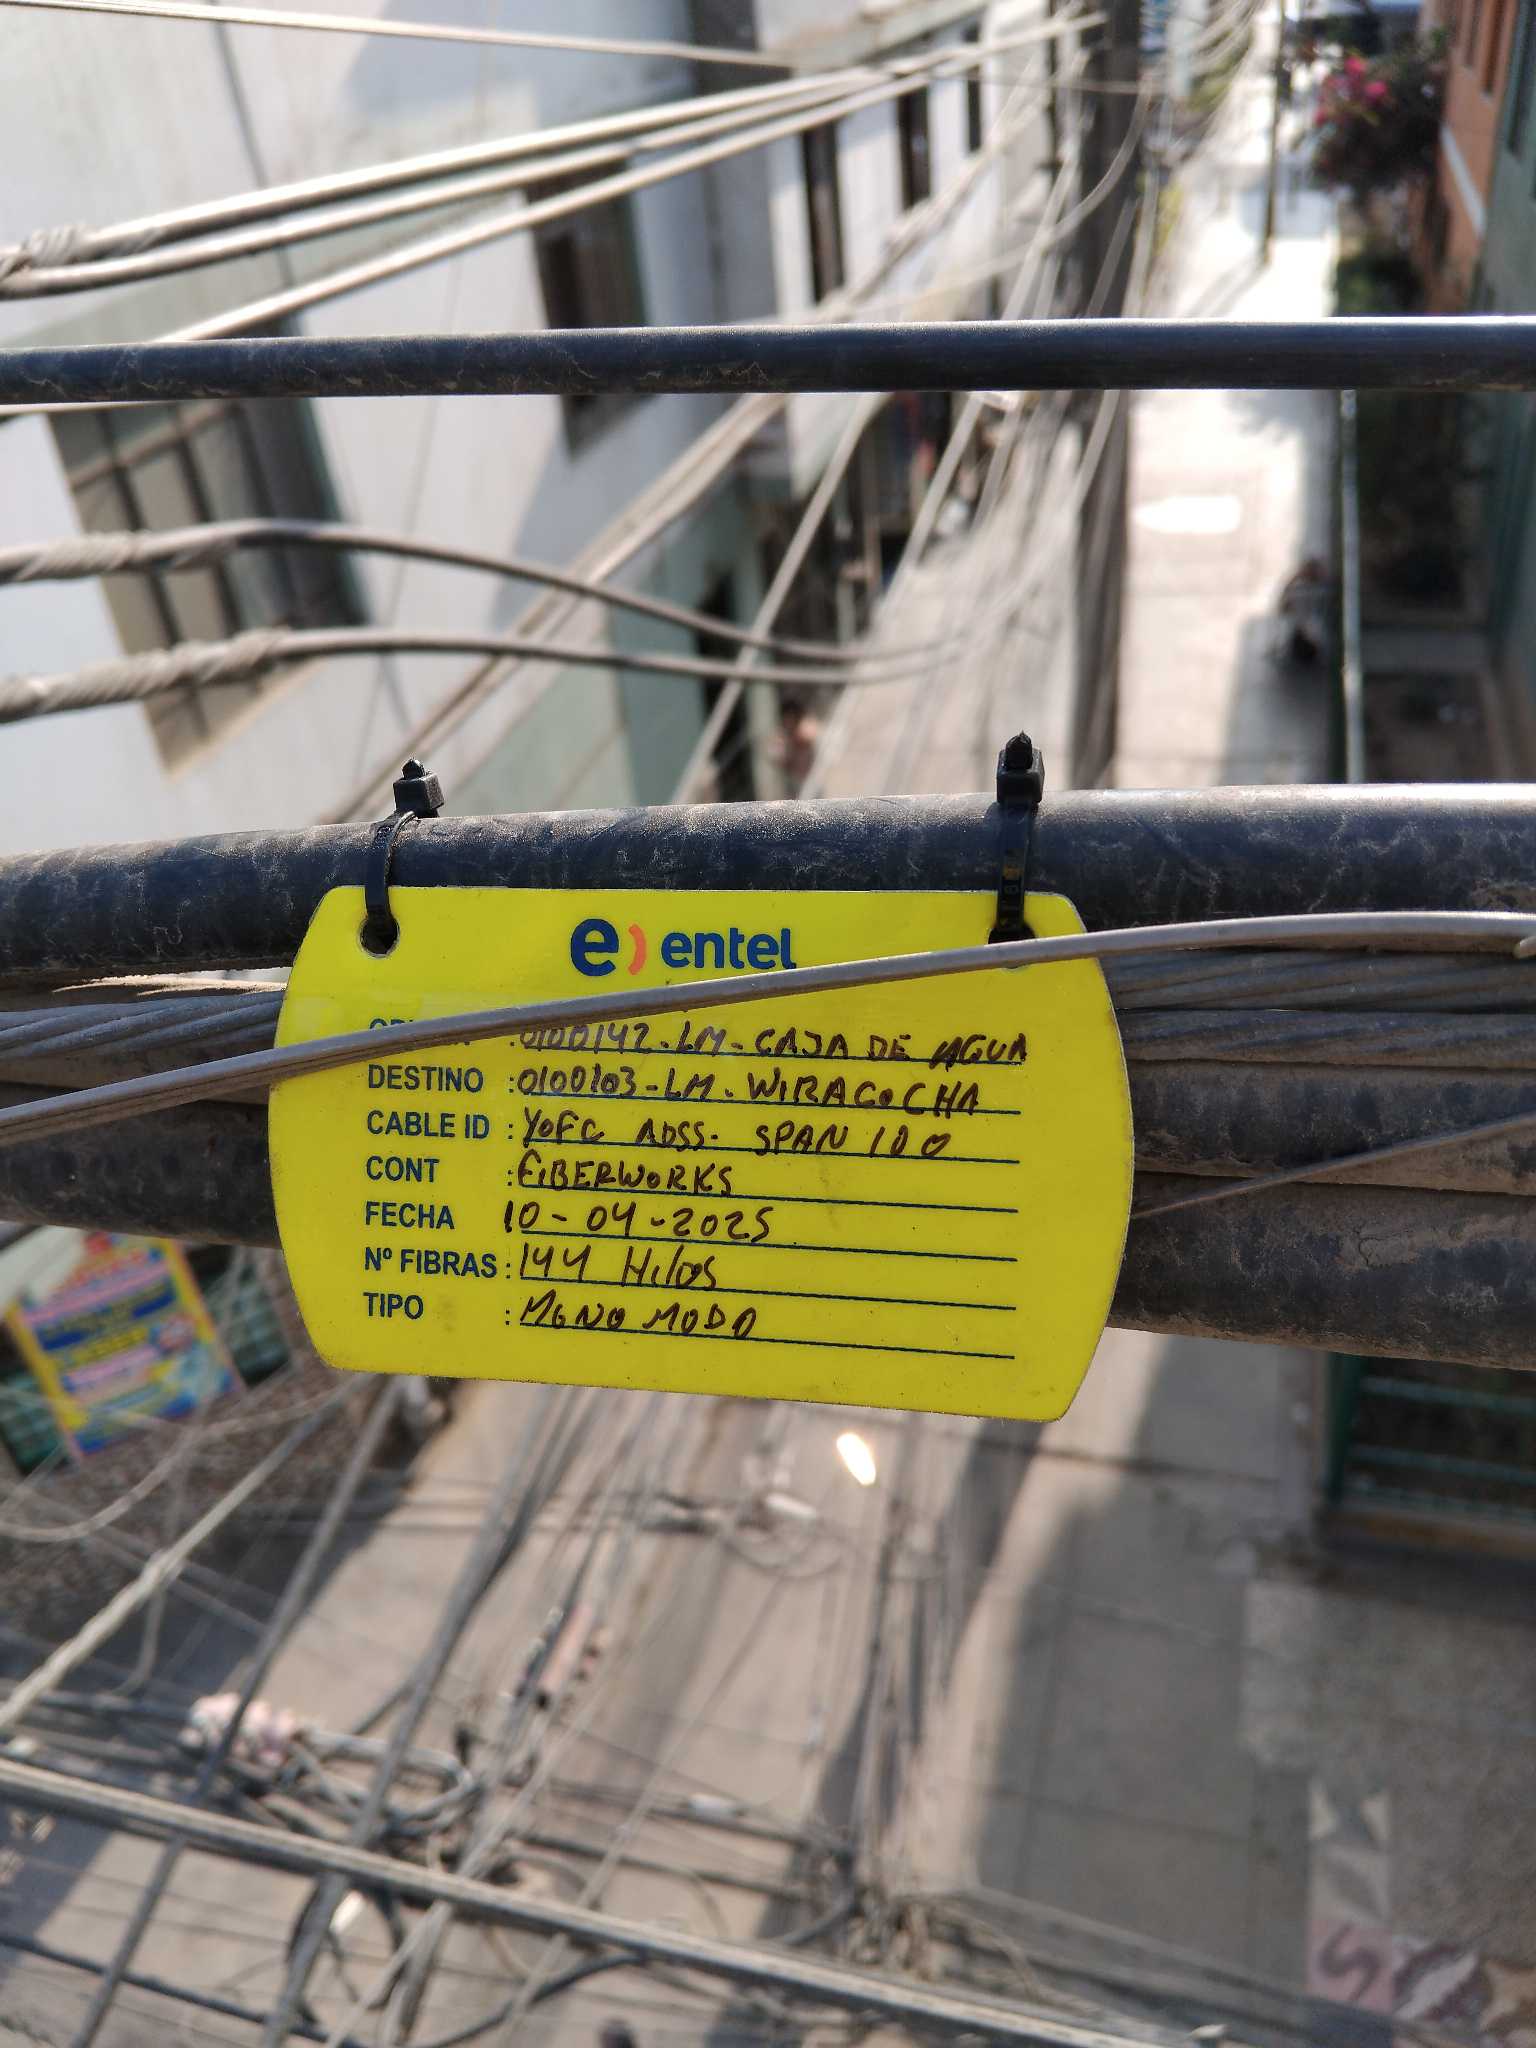 e) entel
: 0100142-LM-CAJA DE AGUA
DESTINO : 0100103-LM-WIRACOCHA
CABLE ID : YOFC ADSS- SPAN 100
CONT : FIBERWORKS
FECHA 10-04-2025
Nº FIBRAS : 144 Hilos
TIPO : MONO MODO